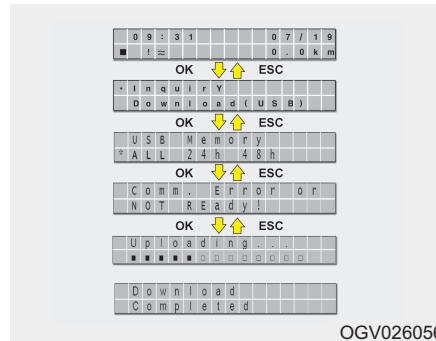 09:31 07/19
■ !≈ 0.0km
OK ESC
· InquirY
Download(USB)
OK ESC
USB Memory
* ALL 24h 48h
OK ESC
Comm. Error or
NOT REady!
OK ESC
Uploading...
■■■■■□□□□□□□
Download
Completed
OGV026056